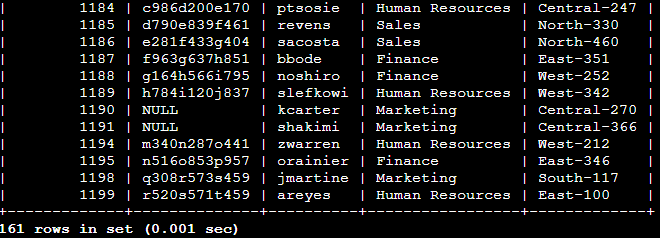 | 1184 | c986d200e170 | ptsosie | Human Resources | Central-247 |
| 1185 | d790e839f461 | revens | Sales | North-330 |
| 1186 | e281f433g404 | sacosta | Sales | North-460 |
| 1187 | f963g637h851 | bbode | Finance | East-351 |
| 1188 | g164h566i795 | noshiro | Finance | West-252 |
| 1189 | h784i120j837 | slefkowi | Human Resources | West-342 |
| 1190 | NULL | kcarter | Marketing | Central-270 |
| 1191 | NULL | shakimi | Marketing | Central-366 |
| 1194 | m340n287o441 | zwarren | Human Resources | West-212 |
| 1195 | n516o853p957 | orainier | Finance | East-346 |
| 1198 | q308r573s459 | jmartine | Marketing | South-117 |
| 1199 | r520s571t459 | areyes | Human Resources | East-100 |
+-------------+--------------+----------+-----------------+-------------+
161 rows in set (0.001 sec)